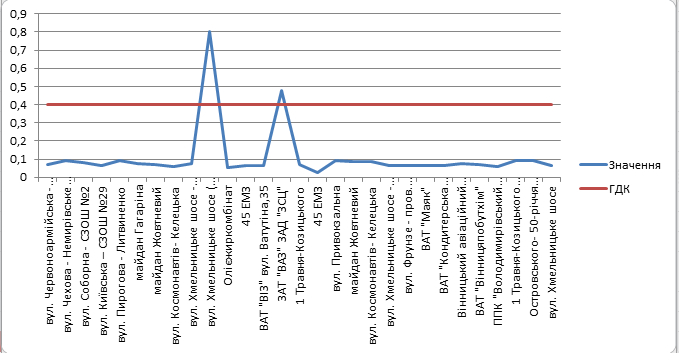 0,9
0,8
0,7
0,6
0,5
0,4
0,3
0,2
0,1
0
вул. Червоноармійська -...
вул. Чехова - Немирівське...
вул. Соборна - СЗОШ №2
вул. Київська – СЗОШ №29
вул. Пирогова - Литвиненко
майдан Гагаріна
майдан Жовтневий
вул. Космонавтів - Келецька
вул. Хмельницьке шосе -...
вул. Хмельницьке шосе (...
Олієжиркомбінат
45 ЕМЗ
ВАТ "ВІЗ" вул. Ватутіна,35
ЗАТ "ВАЗ" ЗАД "ЗСЦ"
1 Травня-Козицького
45 ЕМЗ
вул. Привокзальна
майдан Жовтневий
вул. Космонавтів - Келецька
вул. Хмельницьке шосе -...
вул. Фрунзе - пров...
ВАТ "Маяк"
ВАТ "Кондитерська...
Вінницький авіаційний...
ВАТ "Вінницяпобутхім"
ППК "Володимирівський...
1 Травня-Козицького...
Островського- 50-річчя...
вул. Хмельницьке шосе
Значення
ГДК